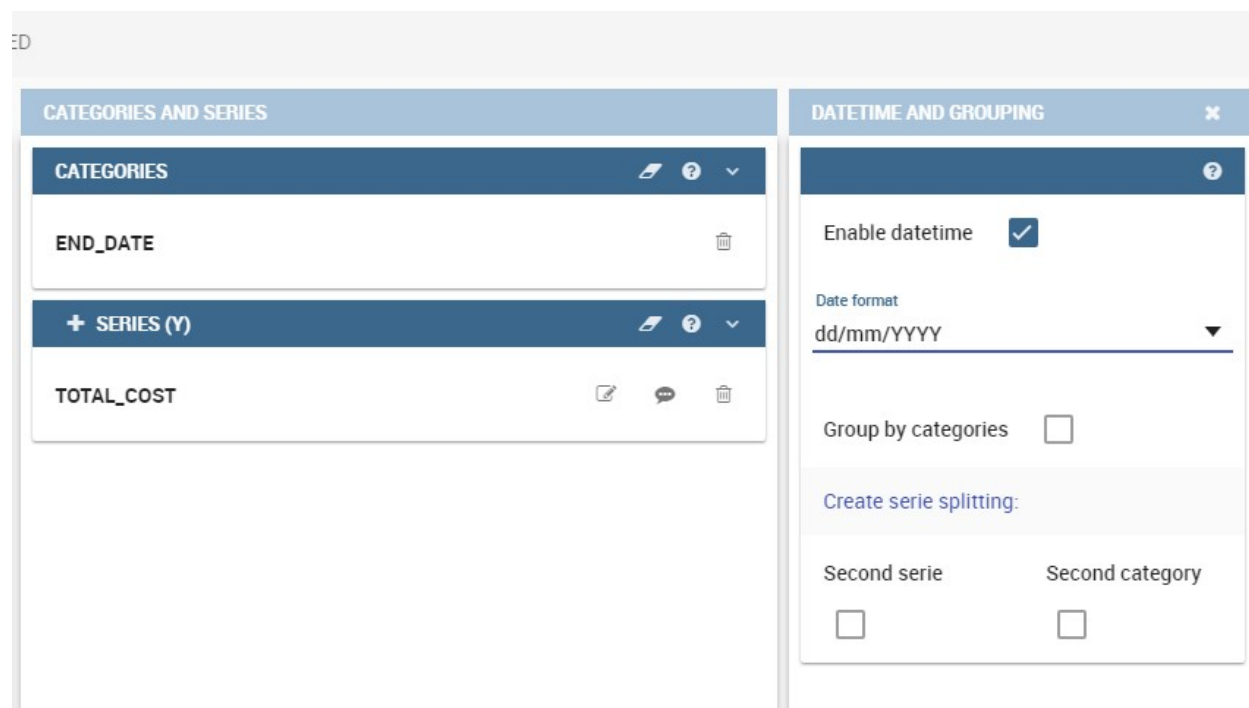 ED
CATEGORIES AND SERIES
CATEGORIES
END_DATE
SERIES (Y)
TOTAL_COST
DATETIME AND GROUPING
Enable datetime
Date format
dd/mm/YYYY
Group by categories
Create serie splitting:
Second serie Second category